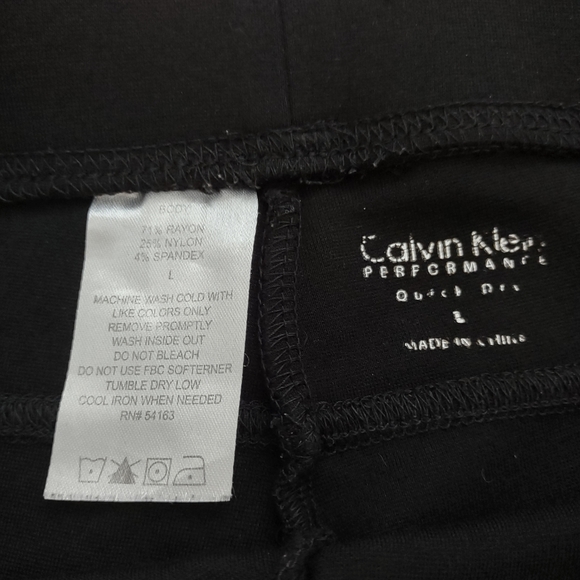 BODY
71% RAYON
25% NYLON
4% SPANDEX
L
MACHINE WASH COLD WITH
LIKE COLORS ONLY
REMOVE PROMPTLY
WASH INSIDE OUT
DO NOT BLEACH
DO NOT USE FBC SOFTERNER
TUMBLE DRY LOW
COOL IRON WHEN NEEDED
RN# 54163
Calvin Klein
PERFORMANCE
Quick Dry
L
MADE IN CHINA